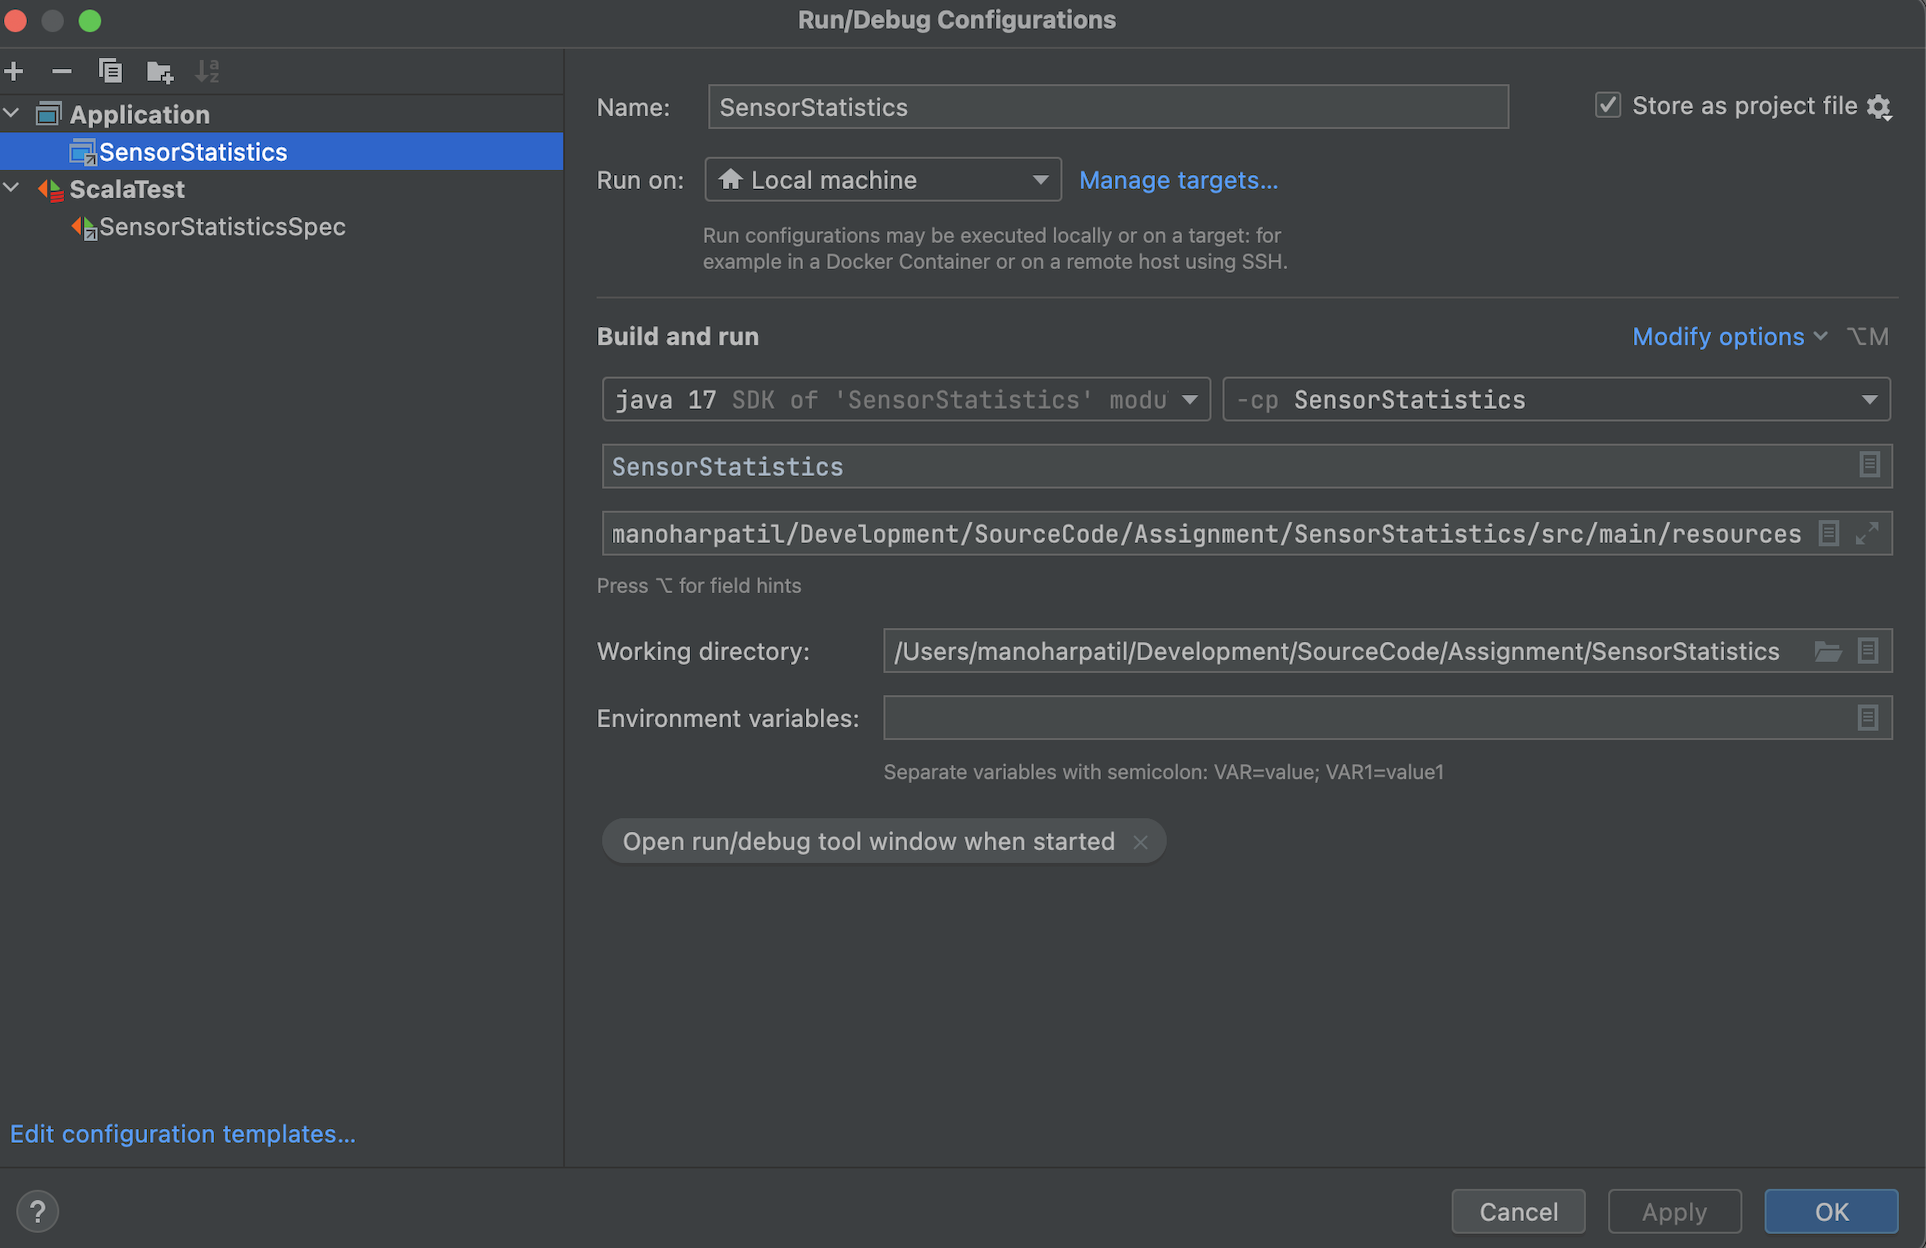 Run/Debug Configurations
Application
SensorStatistics
ScalaTest
SensorStatisticsSpec
Edit configuration templates...
Name: SensorStatistics
Store as project file
Run on: Local machine Manage targets...
Run configurations may be executed locally or on a target: for
example in a Docker Container or on a remote host using SSH.
Build and run
Modify options ⌥M
java 17 SDK of 'SensorStatistics' modu
-cp SensorStatistics
SensorStatistics
manoharpatil/Development/SourceCode/Assignment/SensorStatistics/src/main/resources
Press ⌥ for field hints
Working directory: /Users/manoharpatil/Development/SourceCode/Assignment/SensorStatistics
Environment variables:
Separate variables with semicolon: VAR=value; VAR1=value1
Open run/debug tool window when started ×
? Cancel Apply OK